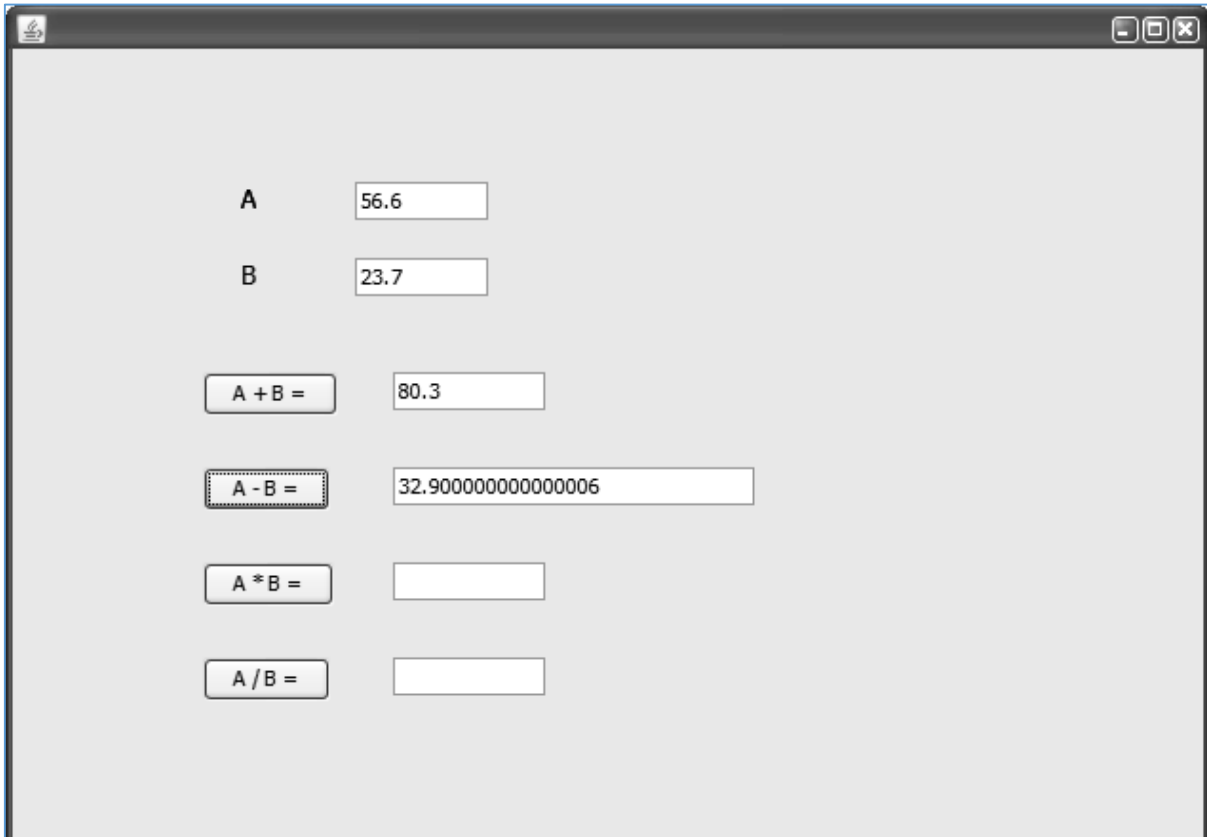 A 56.6
B 23.7
A + B = 80.3
A - B = 32.900000000000006
A * B =
A / B =